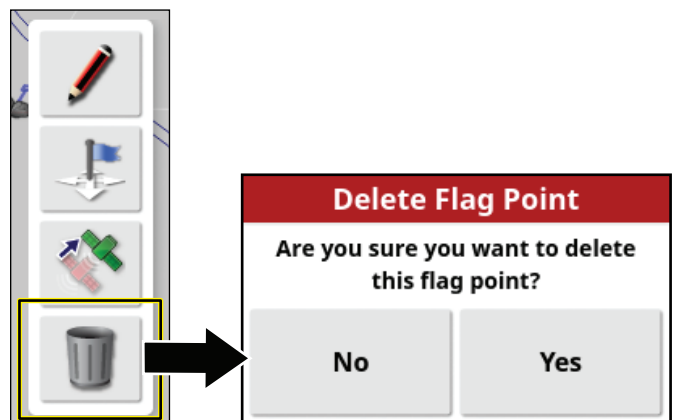 Delete Flag Point
Are you sure you want to delete
this flag point?
No
Yes